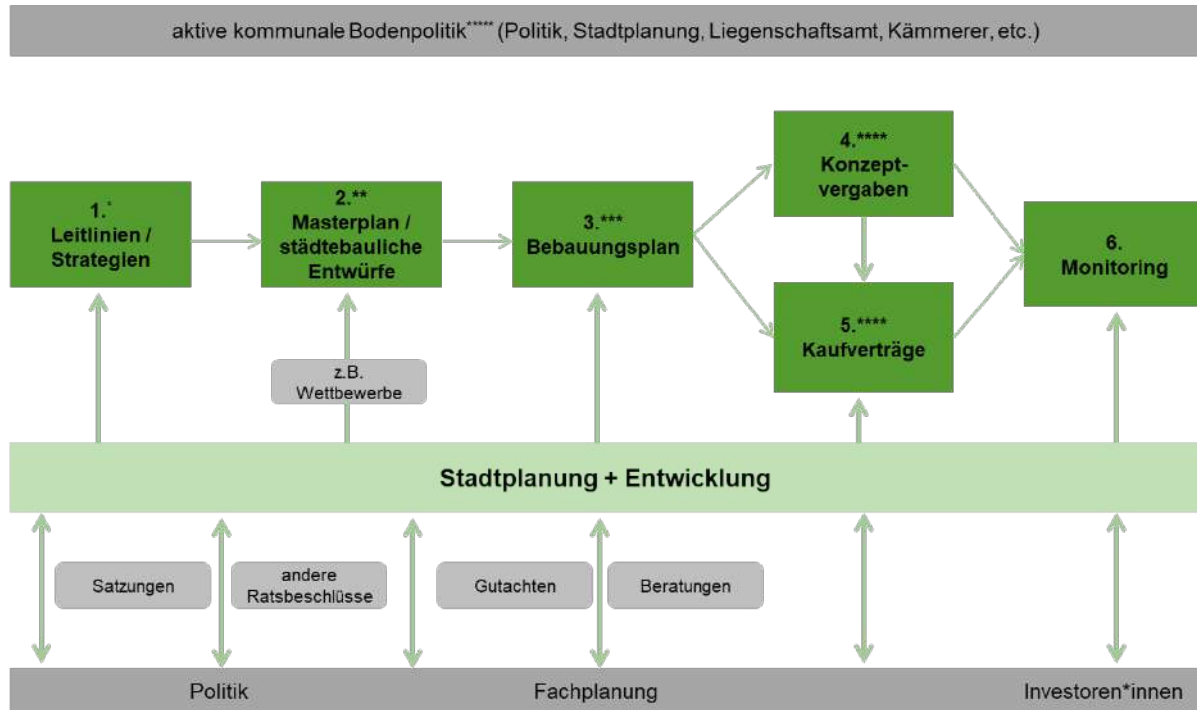 aktive kommunale Bodenpolitik***** (Politik, Stadtplanung, Liegenschaftsamt, Kämmerer, etc.)
1.*
Leitlinien /
Strategien
2.**
Masterplan /
städtebauliche
Entwürfe
3.***
Bebauungsplan
4.****
Konzept-
vergaben
5.****
Kaufverträge
6.
Monitoring
z.B.
Wettbewerbe
Stadtplanung + Entwicklung
Satzungen
andere
Ratsbeschlüsse
Gutachten
Beratungen
Politik
Fachplanung
Investoren*innen